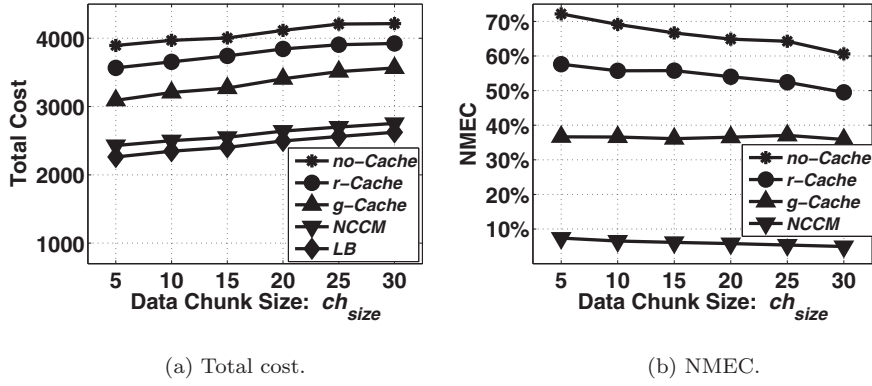 Total Cost
4000
3000
2000
1000
no-Cache
r-Cache
g-Cache
NCCM
LB
5 10 15 20 25 30
Data Chunk Size: ch_size
(a) Total cost.
NMEC
70%
60%
50%
40%
30%
20%
10%
no-Cache
r-Cache
g-Cache
NCCM
5 10 15 20 25 30
Data Chunk Size: ch_size
(b) NMEC.